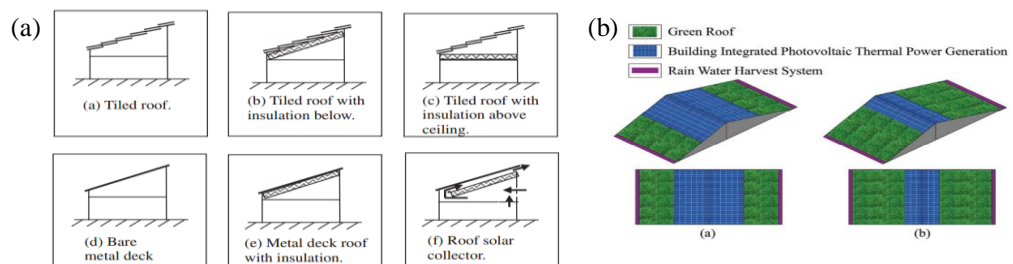 (a)
(a) Tiled roof.
(b) Tiled roof with
insulation below.
(c) Tiled roof with
insulation above
ceiling.
(d) Bare
metal deck
(e) Metal deck roof
with insulation.
(f) Roof solar
collector.
(b)
Green Roof
Building Integrated Photovoltaic Thermal Power Generation
Rain Water Harvest System
(a)
(b)